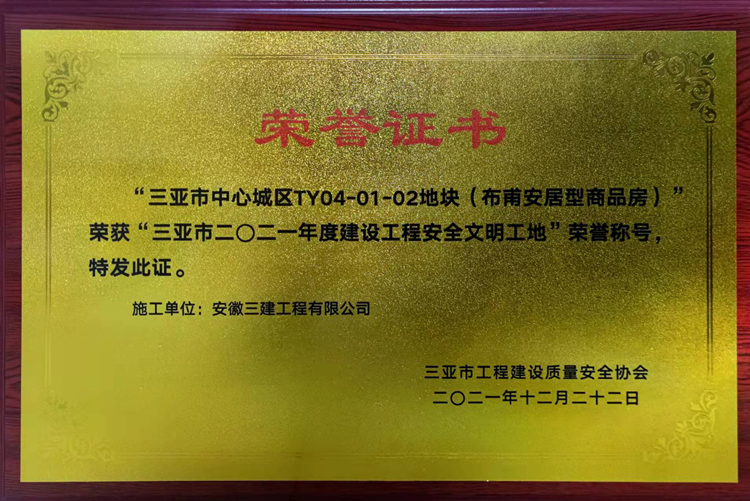 荣誉证书
“三亚市中心城区TY04-01-02地块（布甫安居型商品房）”
荣获“三亚市二〇二一年度建设工程安全文明工地”荣誉称号，
特发此证。
施工单位：安徽三建工程有限公司
三亚市工程建设质量安全协会
二〇二一年十二月二十二日